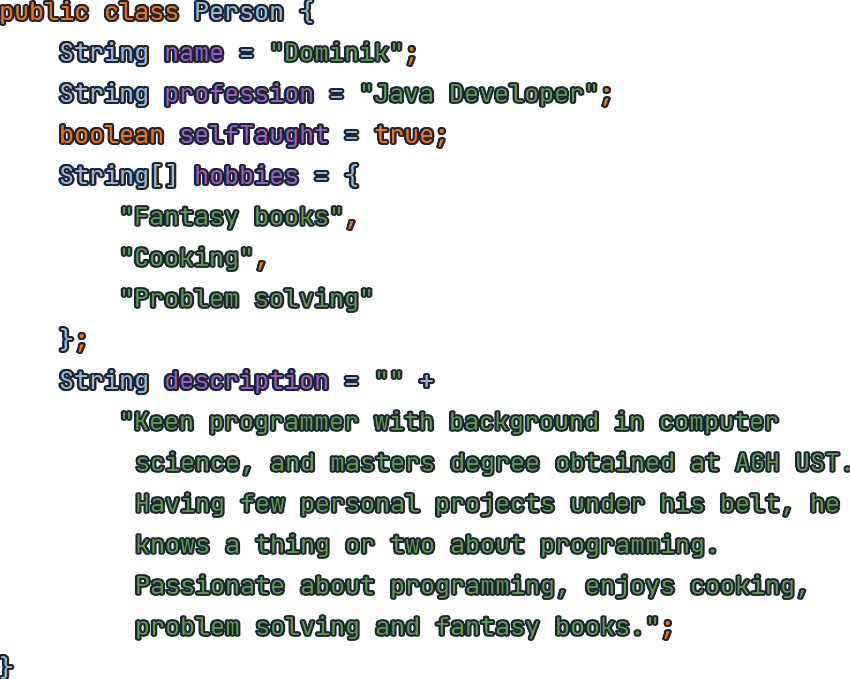 public class Person {
    String name = "Dominik";
    String profession = "Java Developer";
    boolean selfTaught = true;
    String[] hobbies = {
        "Fantasy books",
        "Cooking",
        "Problem solving"
    };
    String description = "" +
        "Keen programmer with background in computer
         science, and masters degree obtained at AGH UST.
         Having few personal projects under his belt, he
         knows a thing or two about programming.
         Passionate about programming, enjoys cooking,
         problem solving and fantasy books.";
}